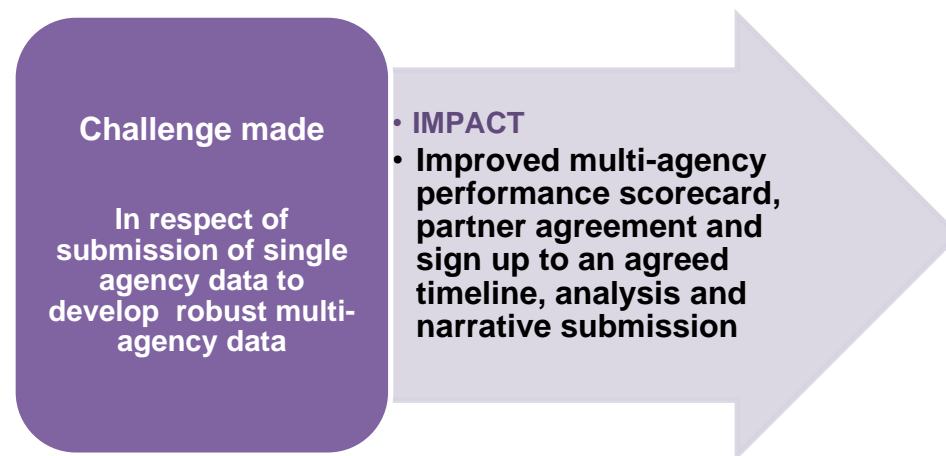 Challenge made
In respect of
submission of single
agency data to
develop robust multi-
agency data
• IMPACT
• Improved multi-agency
performance scorecard,
partner agreement and
sign up to an agreed
timeline, analysis and
narrative submission